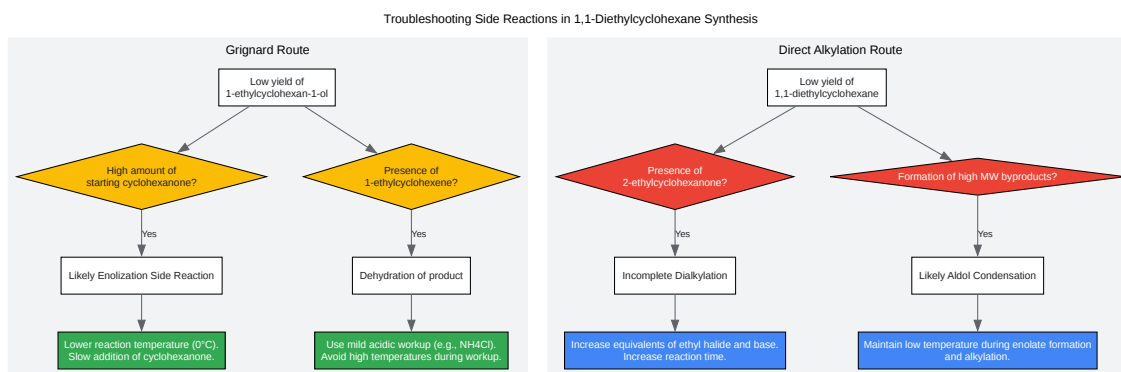 Troubleshooting Side Reactions in 1,1-Diethylcyclohexane Synthesis
Grignard Route
Low yield of
1-ethylcyclohexan-1-ol
High amount of
starting cyclohexanone?
Presence of
1-ethylcyclohexene?
Yes
Yes
Likely Enolization Side Reaction
Dehydration of product
Lower reaction temperature (0°C).
Slow addition of cyclohexanone.
Use mild acidic workup (e.g., NH4Cl).
Avoid high temperatures during workup.
Direct Alkylation Route
Low yield of
1,1-diethylcyclohexane
Presence of
2-ethylcyclohexanone?
Formation of high MW byproducts?
Yes
Yes
Incomplete Dialkylation
Likely Aldol Condensation
Increase equivalents of ethyl halide and base.
Increase reaction time.
Maintain low temperature during enolate formation
and alkylation.